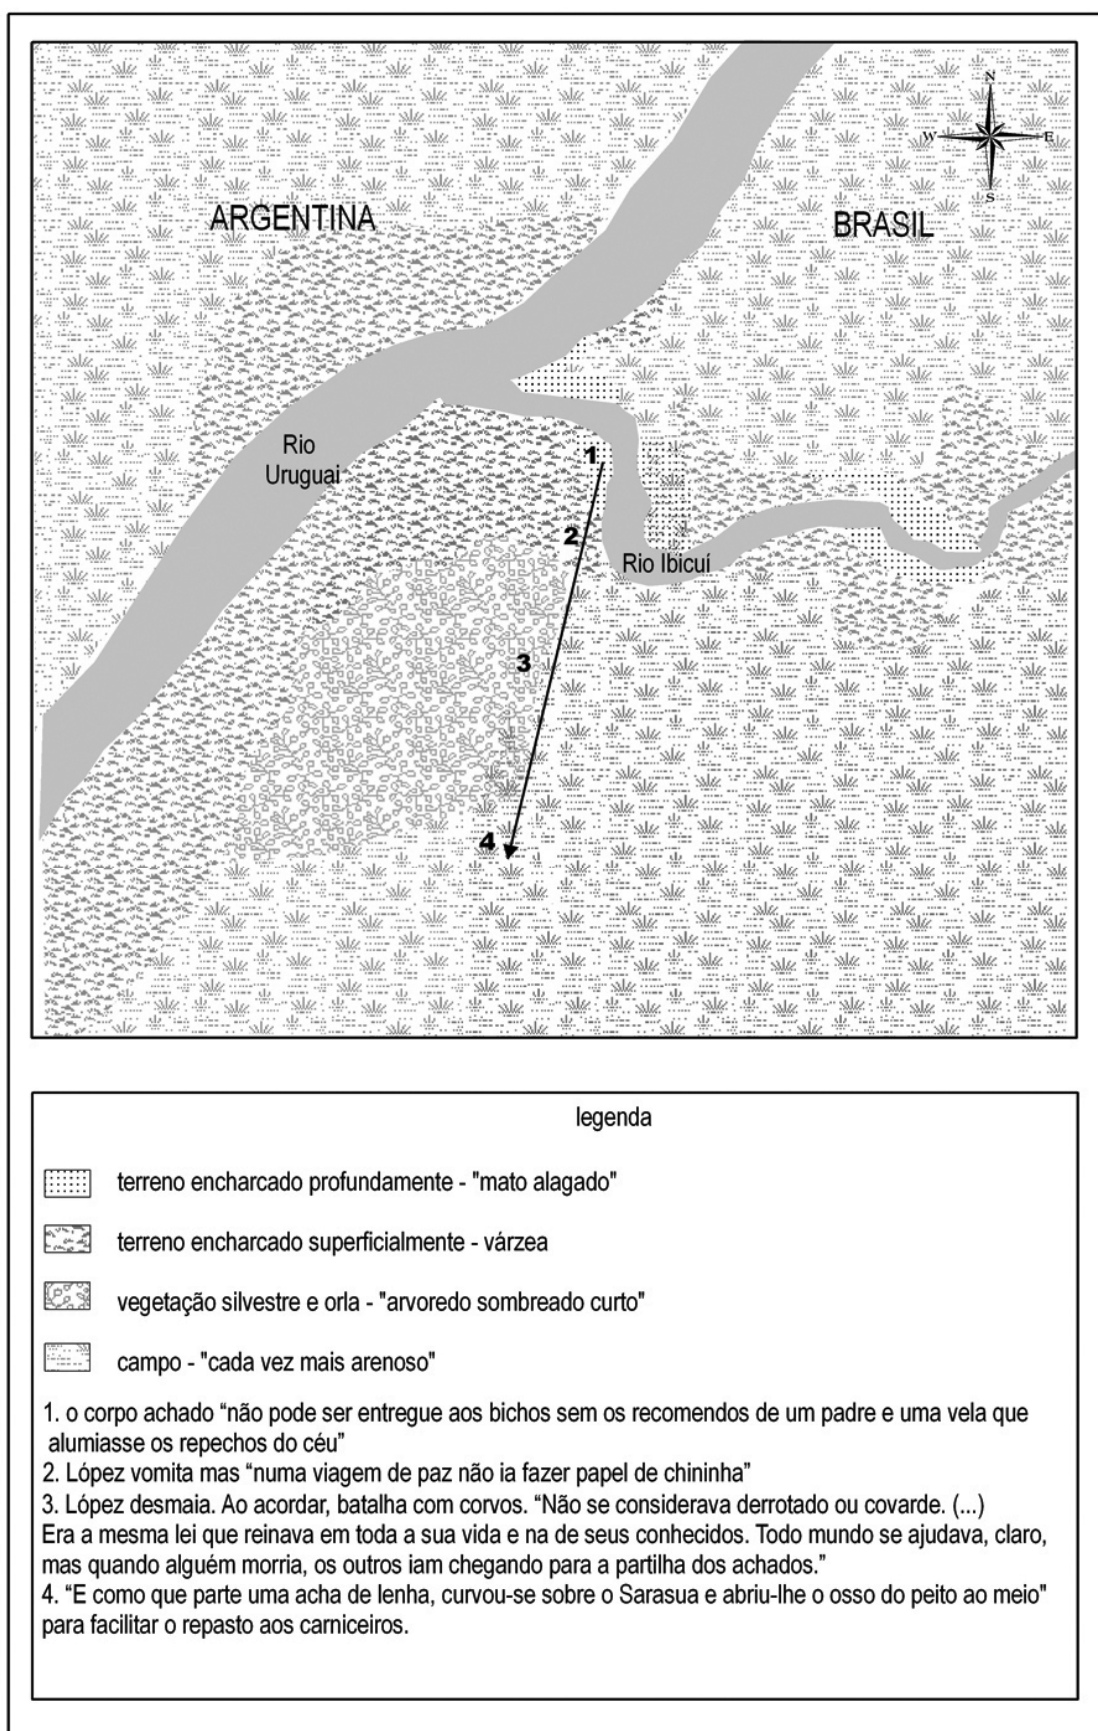 N
W E
S
ARGENTINA
BRASIL
Rio
Uruguai
1
2
Rio Ibicuí
3
4
legenda
terreno encharcado profundamente - "mato alagado"
terreno encharcado superficialmente - várzea
vegetação silvestre e orla - "arvoredo sombreado curto"
campo - "cada vez mais arenoso"
1. o corpo achado “não pode ser entregue aos bichos sem os recomendos de um padre e uma vela que
alumiasse os repechos do céu”
2. López vomita mas “numa viagem de paz não ia fazer papel de chininha”
3. López desmaia. Ao acordar, batalha com corvos. “Não se considerava derrotado ou covarde. (...)
Era a mesma lei que reinava em toda a sua vida e na de seus conhecidos. Todo mundo se ajudava, claro,
mas quando alguém morria, os outros iam chegando para a partilha dos achados.”
4. “E como que parte uma acha de lenha, curvou-se sobre o Sarasua e abriu-lhe o osso do peito ao meio"
para facilitar o repasto aos carniceiros.